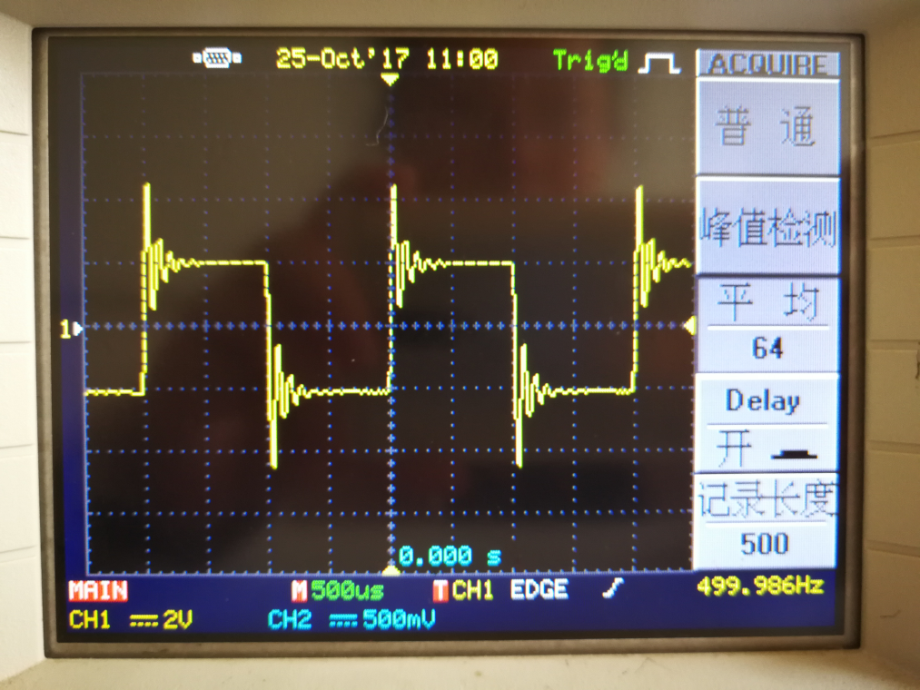 25-Oct'17 11:00 Trig'd ACQUIRE
普 通
峰值检测
平 均
64
Delay
开
记录长度
500
1
0.000 s
MAIN M 500us T CH1 EDGE 499.986Hz
CH1 2V CH2 500mV